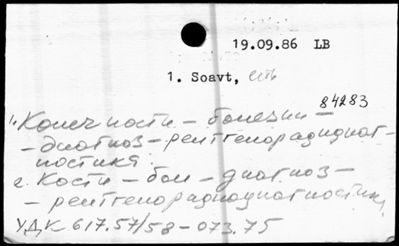 19.09.86 LB
1. Soavt,
84283
1. Конечности – болезни –
– диагноз – рентгенорадиодиаг-
ностика.
2. Кости – бол – диагноз –
– рентгенорадиодиагностика
УДК 617.57/58-073.75